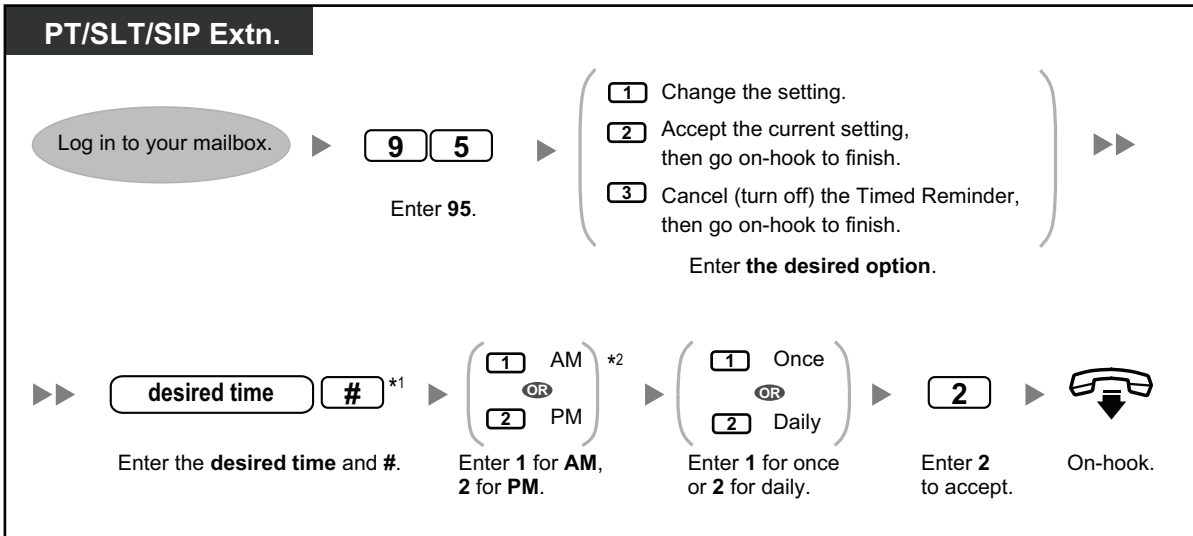 PT/SLT/SIP Extn.
1 Change the setting.
Log in to your mailbox.
9 5
2 Accept the current setting,
then go on-hook to finish.
3 Cancel (turn off) the Timed Reminder,
then go on-hook to finish.
Enter 95.
Enter the desired option.
desired time # *1
1 AM *2
OR
2 PM
1 Once
OR
2 Daily
2
Enter the desired time and #.
Enter 1 for AM,
2 for PM.
Enter 1 for once
or 2 for daily.
Enter 2
to accept.
On-hook.